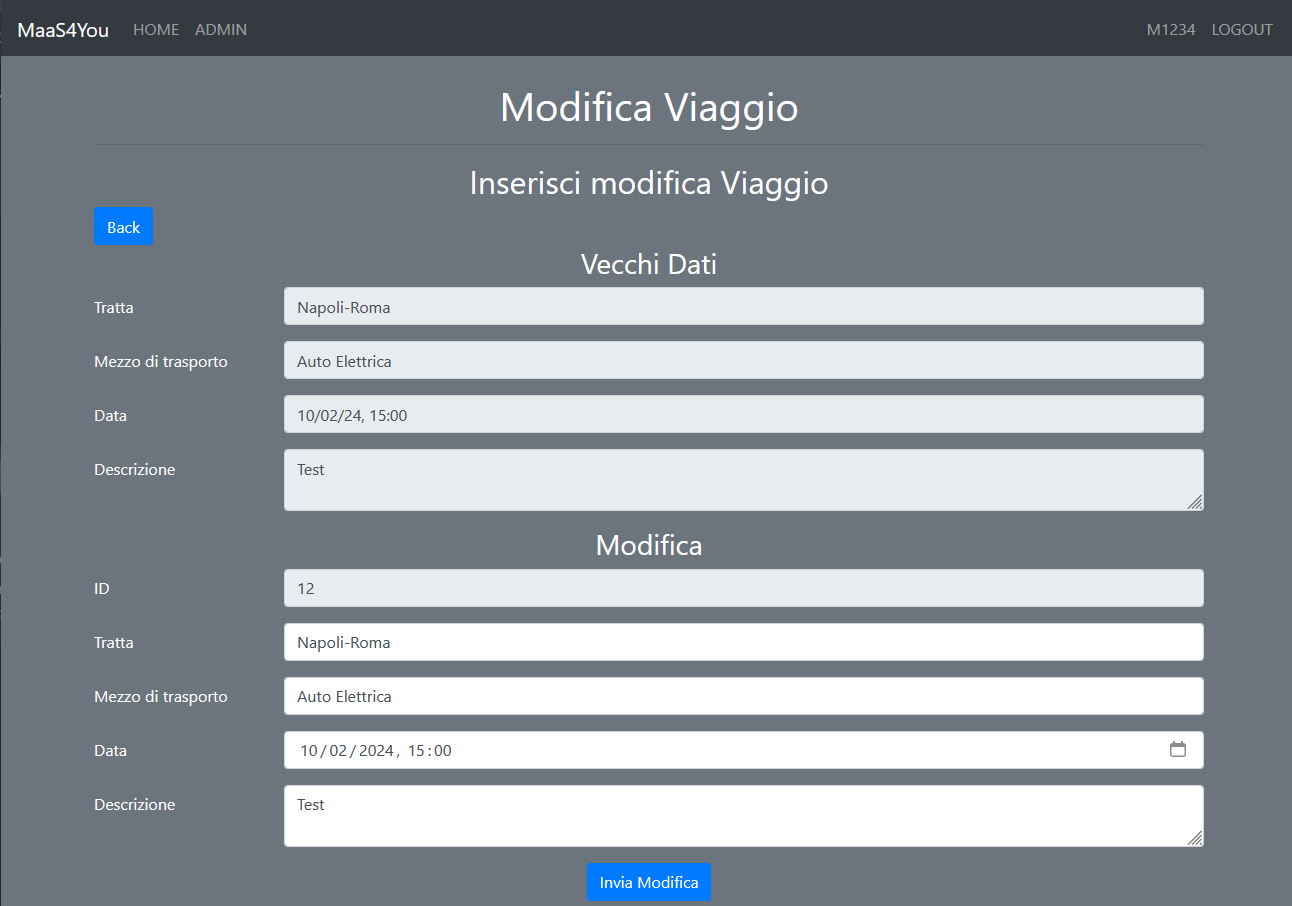 MaaS4You HOME ADMIN M1234 LOGOUT
Modifica Viaggio
Inserisci modifica Viaggio
Back
Vecchi Dati
Tratta Napoli-Roma
Mezzo di trasporto Auto Elettrica
Data 10/02/24, 15:00
Descrizione Test
Modifica
ID 12
Tratta Napoli-Roma
Mezzo di trasporto Auto Elettrica
Data 10/02/2024, 15:00
Descrizione Test
Invia Modifica